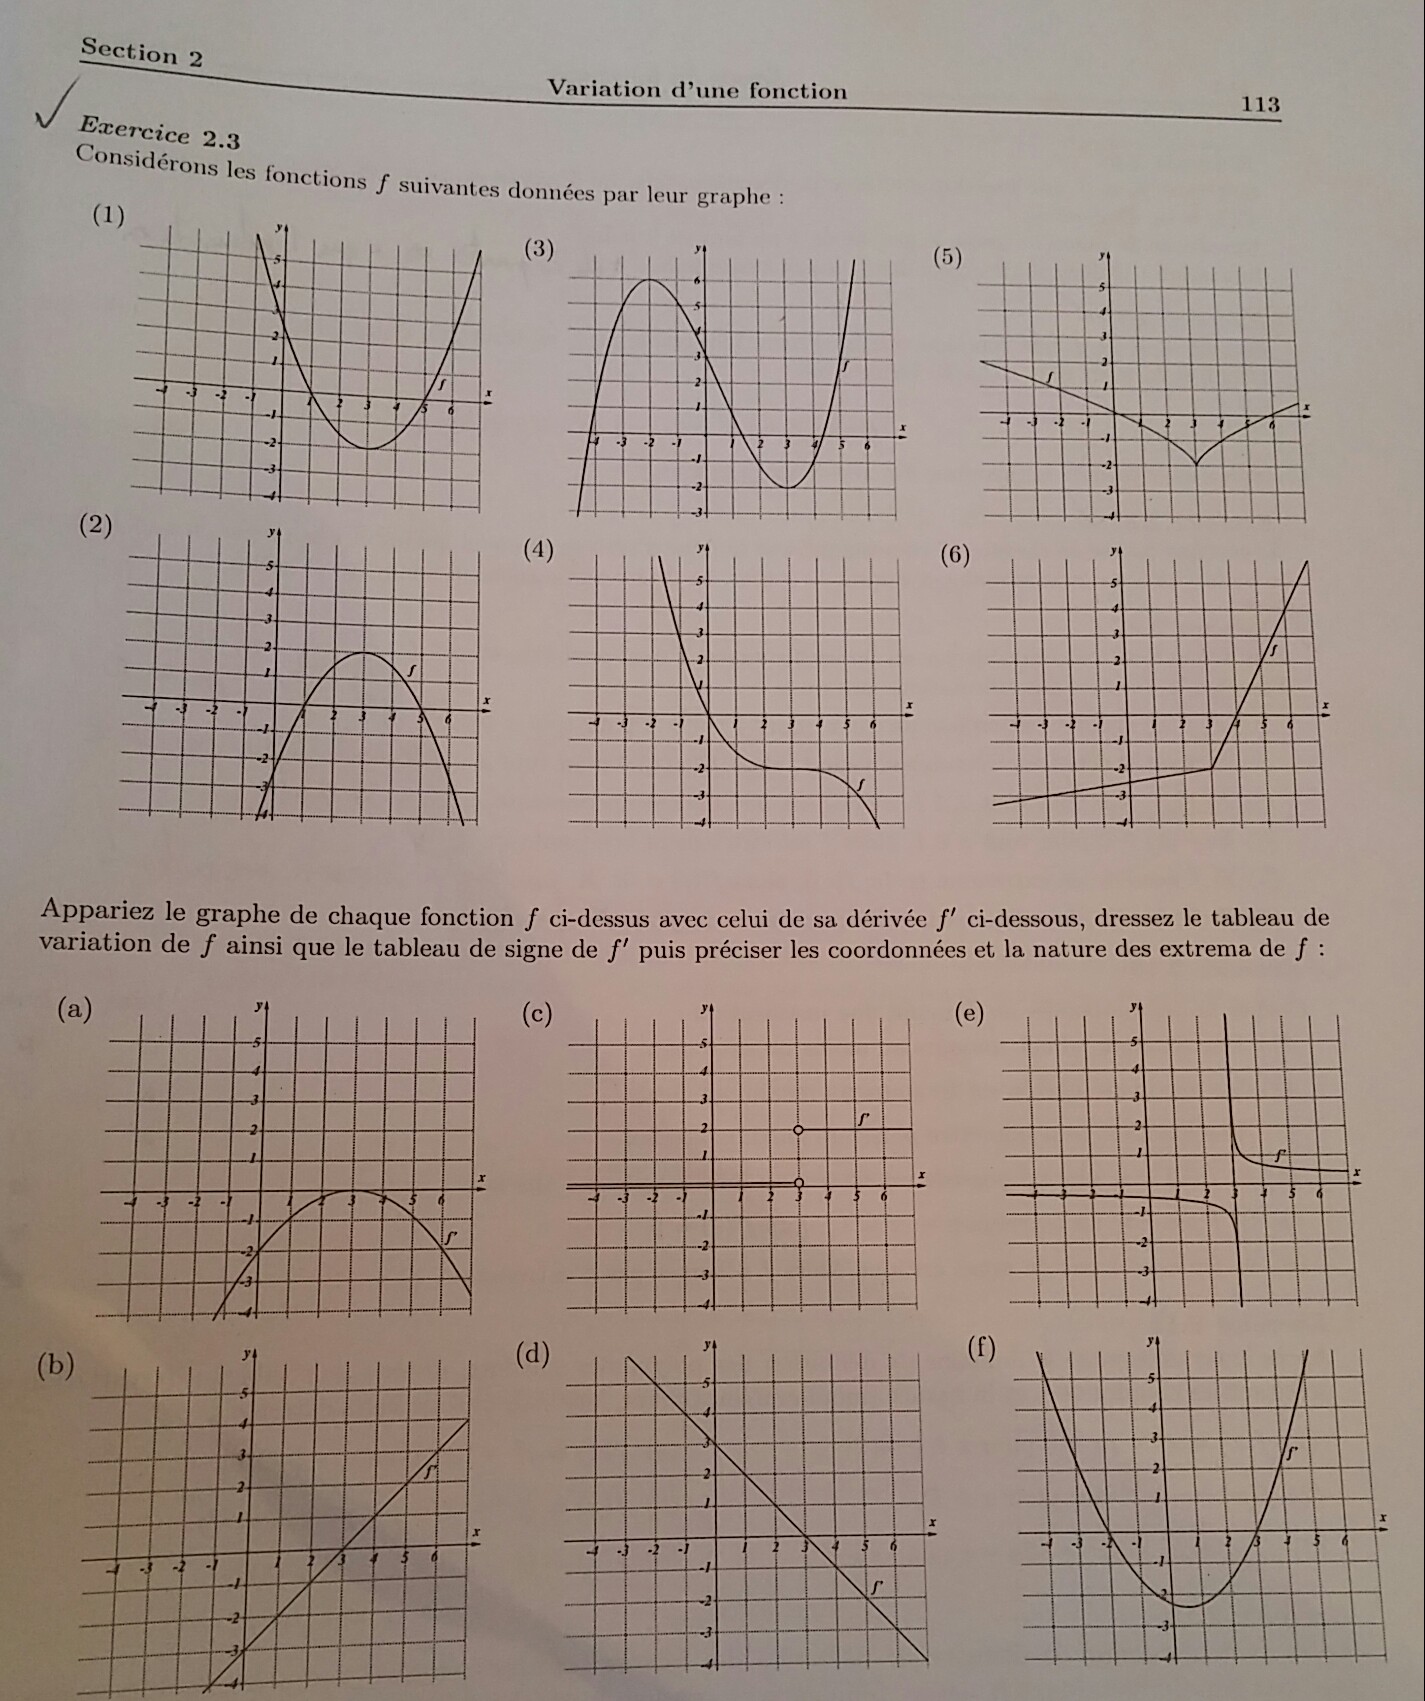 Section 2
Variation d'une fonction
113
Exercice 2.3
Considérons les fonctions f suivantes données par leur graphe :
(1)
y
5
4
3
2
1
-4 -3 -2 -1 1 2 3 4 5 6
x
f
-1
-2
-3
-4
(3)
y
6
5
4
3
2
1
-4 -3 -2 -1 1 2 3 4 5 6
x
f
-1
-2
-3
(5)
y
5
4
3
2
1
-4 -3 -2 -1 1 2 3 4 5 6
x
f
-1
-2
-3
-4
(2)
y
5
4
3
2
1
-4 -3 -2 -1 1 2 3 4 5 6
x
f
-1
-2
-3
-4
(4)
y
5
4
3
2
1
-4 -3 -2 -1 1 2 3 4 5 6
x
f
-1
-2
-3
-4
(6)
y
5
4
3
2
1
-4 -3 -2 -1 1 2 3 4 5 6
x
f
-1
-2
-3
-4
Appariez le graphe de chaque fonction f ci-dessus avec celui de sa dérivée f′ ci-dessous, dressez le tableau de
variation de f ainsi que le tableau de signe de f′ puis préciser les coordonnées et la nature des extrema de f :
(a)
y
5
4
3
2
1
-4 -3 -2 -1 1 2 3 4 5 6
x
f'
-1
-2
-3
-4
(c)
y
5
4
3
2
1
-4 -3 -2 -1 1 2 3 4 5 6
x
f'
-1
-2
-3
-4
(e)
y
5
4
3
2
1
-4 -3 -2 -1 1 2 3 4 5 6
x
f'
-1
-2
-3
-4
(b)
y
5
4
3
2
1
-4 -3 -2 -1 1 2 3 4 5 6
x
f'
-1
-2
-3
-4
(d)
y
5
4
3
2
1
-4 -3 -2 -1 1 2 3 4 5 6
x
f'
-1
-2
-3
-4
(f)
y
5
4
3
2
1
-4 -3 -2 -1 1 2 3 4 5 6
x
f'
-1
-2
-3
-4